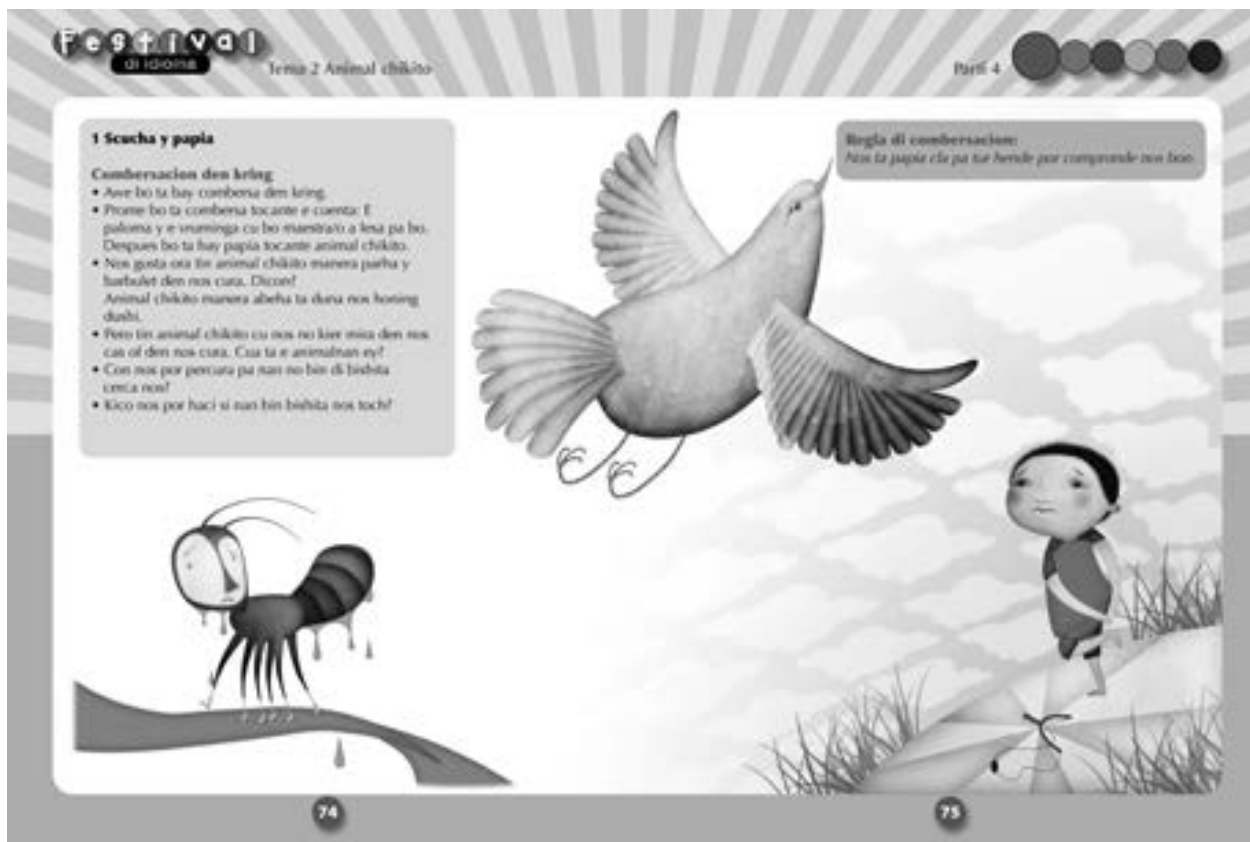 Festival
di idioma
Tema 2 Animal chikito
Parti 4
1 Scucha y papia
Combersacion den kring
• Awe bo ta bay combersa den kring.
• Prome bo ta combersa tocante e cuenta: E
paloma y e vruminga cu bo maestra/o a lesa pa bo.
Despues bo ta bay papia tocante animal chikito.
• Nos gusta ora tin animal chikito manera parha y
barbulet den nos cura. Dicon?
Animal chikito manera abeha ta duna nos honing
dushi.
• Pero tin animal chikito cu nos no kier mira den nos
cas of den nos cura. Cua ta e animalnan ey?
• Con nos por percura pa nan no bin di bishita
cerca nos?
• Kico nos por haci si nan bin bishita nos toch?
Regla di combersacion:
Nos ta papia cla pa tur hende por comprende nos bon.
74
75